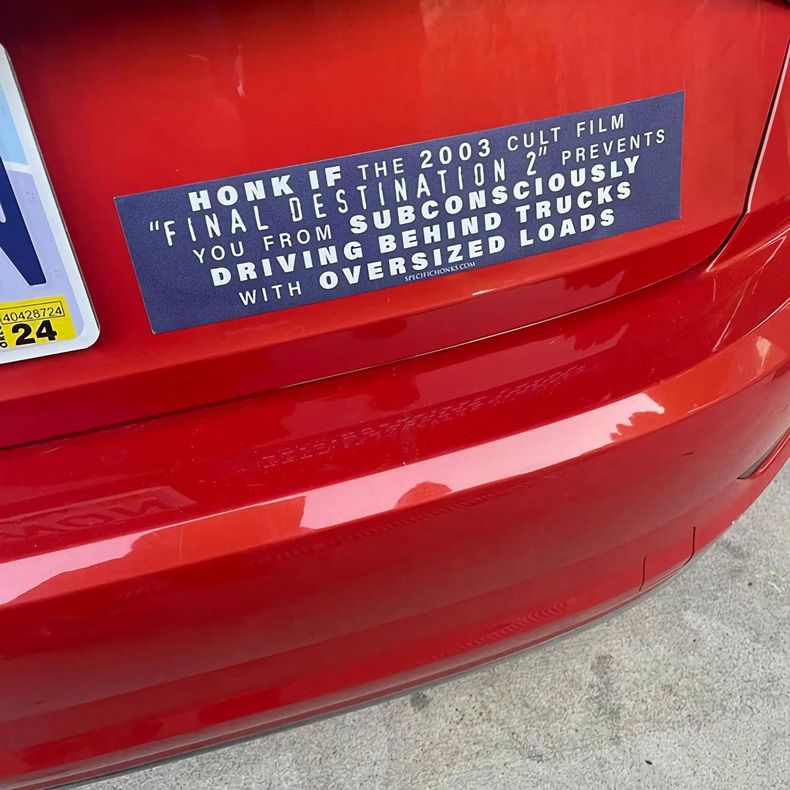 HONK IF THE 2003 CULT FILM
"FINAL DESTINATION 2" PREVENTS
YOU FROM SUBCONSCIOUSLY
DRIVING BEHIND TRUCKS
WITH OVERSIZED LOADS
SPECIFICHONKS.COM
40428724
24